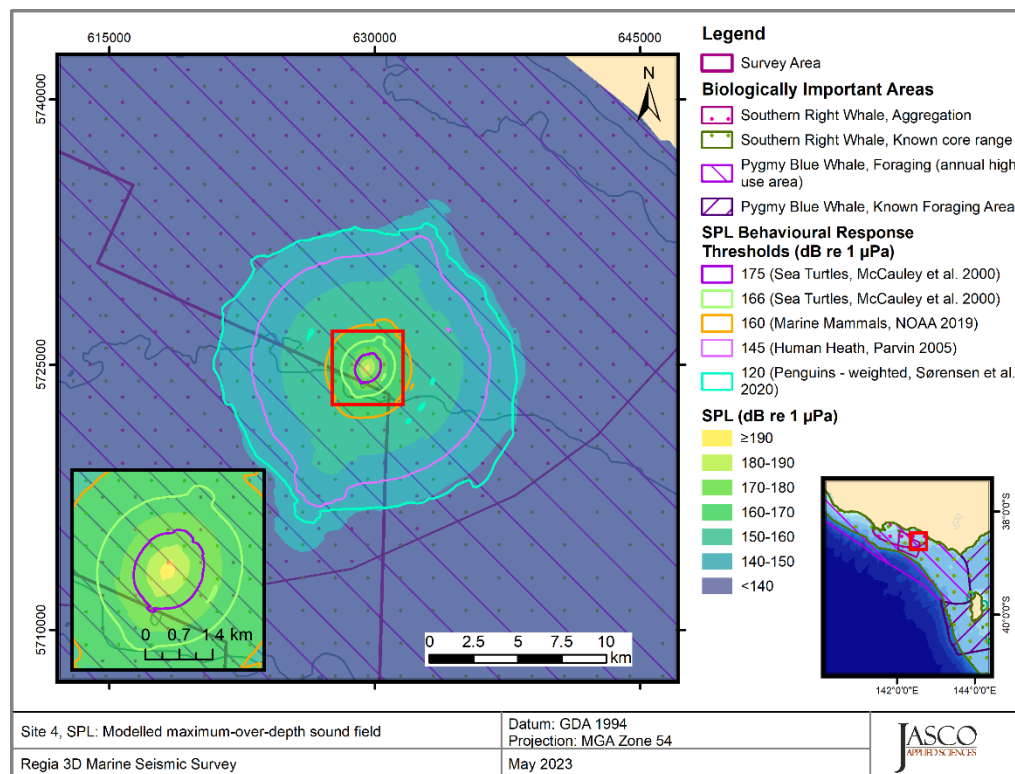 615000 630000 645000
5740000
5725000
5710000
N
0 0.7 1.4 km
0 2.5 5 7.5 10
km
Legend
Survey Area
Biologically Important Areas
Southern Right Whale, Aggregation
Southern Right Whale, Known core range
Pygmy Blue Whale, Foraging (annual high
use area)
Pygmy Blue Whale, Known Foraging Area
SPL Behavioural Response
Thresholds (dB re 1 µPa)
175 (Sea Turtles, McCauley et al. 2000)
166 (Sea Turtles, McCauley et al. 2000)
160 (Marine Mammals, NOAA 2019)
145 (Human Heath, Parvin 2005)
120 (Penguins - weighted, Sørensen et al.
2020)
SPL (dB re 1 µPa)
≥190
180-190
170-180
160-170
150-160
140-150
<140
38°0'0"S
40°0'0"S
142°0'0"E 144°0'0"E
Site 4, SPL: Modelled maximum-over-depth sound field
Datum: GDA 1994
Projection: MGA Zone 54
Regia 3D Marine Seismic Survey
May 2023
JASCO
APPLIED SCIENCES